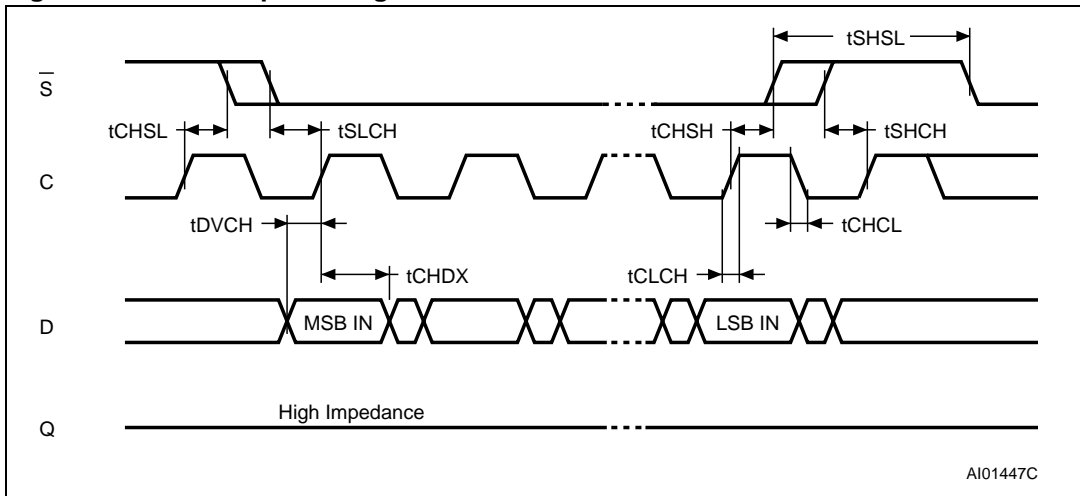 tSHSL
S
tCHSL
tSLCH
tCHSH
tSHCH
C
tDVCH
tCHCL
tCHDX
tCLCH
D
MSB IN
LSB IN
High Impedance
Q
AI01447C